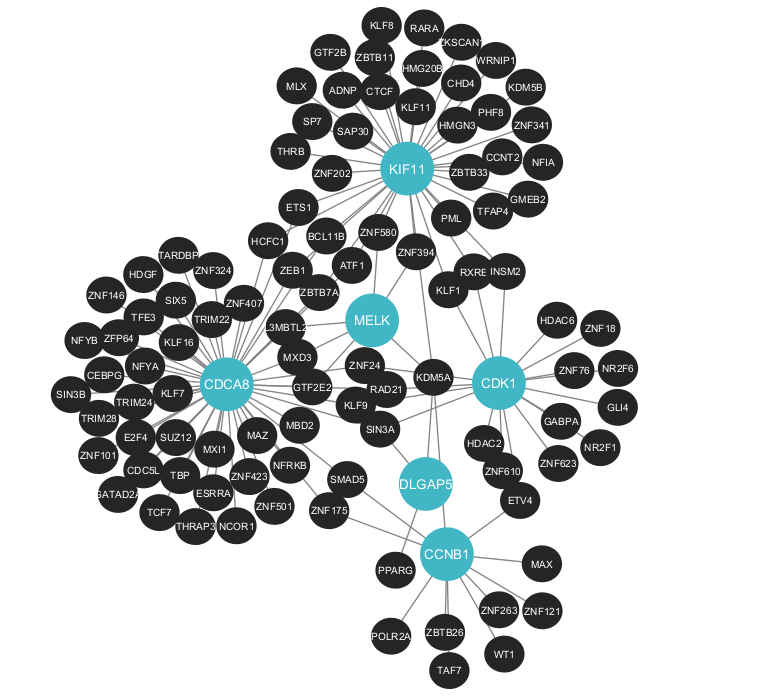 KLF8
RARA
ZKSCAN1
GTF2B
ZBTB11
WRNIP1
HMG20B
MLX
ADNP
CTCF
CHD4
KDM5B
KLF11
PHF8
SP7
SAP30
HMGN3
ZNF341
THRB
KIF11
CCNT2
NFIA
ZNF202
ZBTB33
GMEB2
ETS1
PML
TFAP4
HCFC1
BCL11B
ZNF580
ZNF394
TARDBP
ZNF324
ZEB1
ATF1
RXRE
INSM2
HDGF
ZNF146
SIX5
ZNF407
ZBTB7A
KLF1
TFE3
TRIM22
L3MBTL2
MELK
HDAC6
ZNF18
NFYB
ZFP64
KLF16
MXD3
CEBPG
NFYA
CDCA8
ZNF24
KDM5A
CDK1
ZNF76
NR2F6
SIN3B
TRIM24
KLF7
GTF2E2
RAD21
KLF9
GLI4
TRIM28
E2F4
SUZ12
MAZ
MBD2
SIN3A
GABPA
ZNF101
MXI1
HDAC2
NR2F1
CDC5L
TBP
ZNF423
NFRKB
ZNF610
ZNF623
GATAD2A
ESRRA
SMAD5
DLGAP5
TCF7
THRAP3
NCOR1
ZNF501
ZNF175
ETV4
CCNB1
PPARG
MAX
ZNF263
ZNF121
POLR2A
ZBTB26
WT1
TAF7